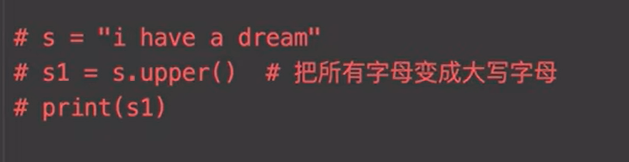 # s = "i have a dream"
# s1 = s.upper()  # 把所有字母变成大写字母
# print(s1)